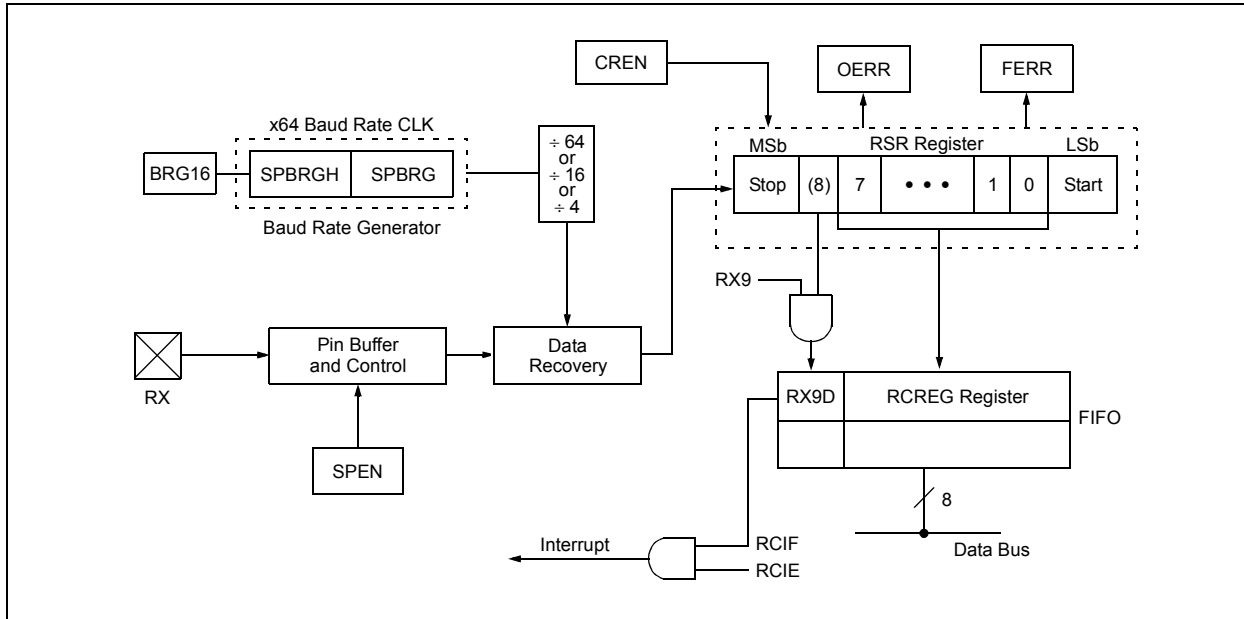 CREN
OERR
FERR
x64 Baud Rate CLK
BRG16
SPBRGH
SPBRG
Baud Rate Generator
÷ 64
or
÷ 16
or
÷ 4
MSb
RSR Register
LSb
Stop
(8)
7
• • •
1
0
Start
RX9
RX
Pin Buffer
and Control
Data
Recovery
SPEN
RX9D
RCREG Register
FIFO
8
Data Bus
Interrupt
RCIF
RCIE